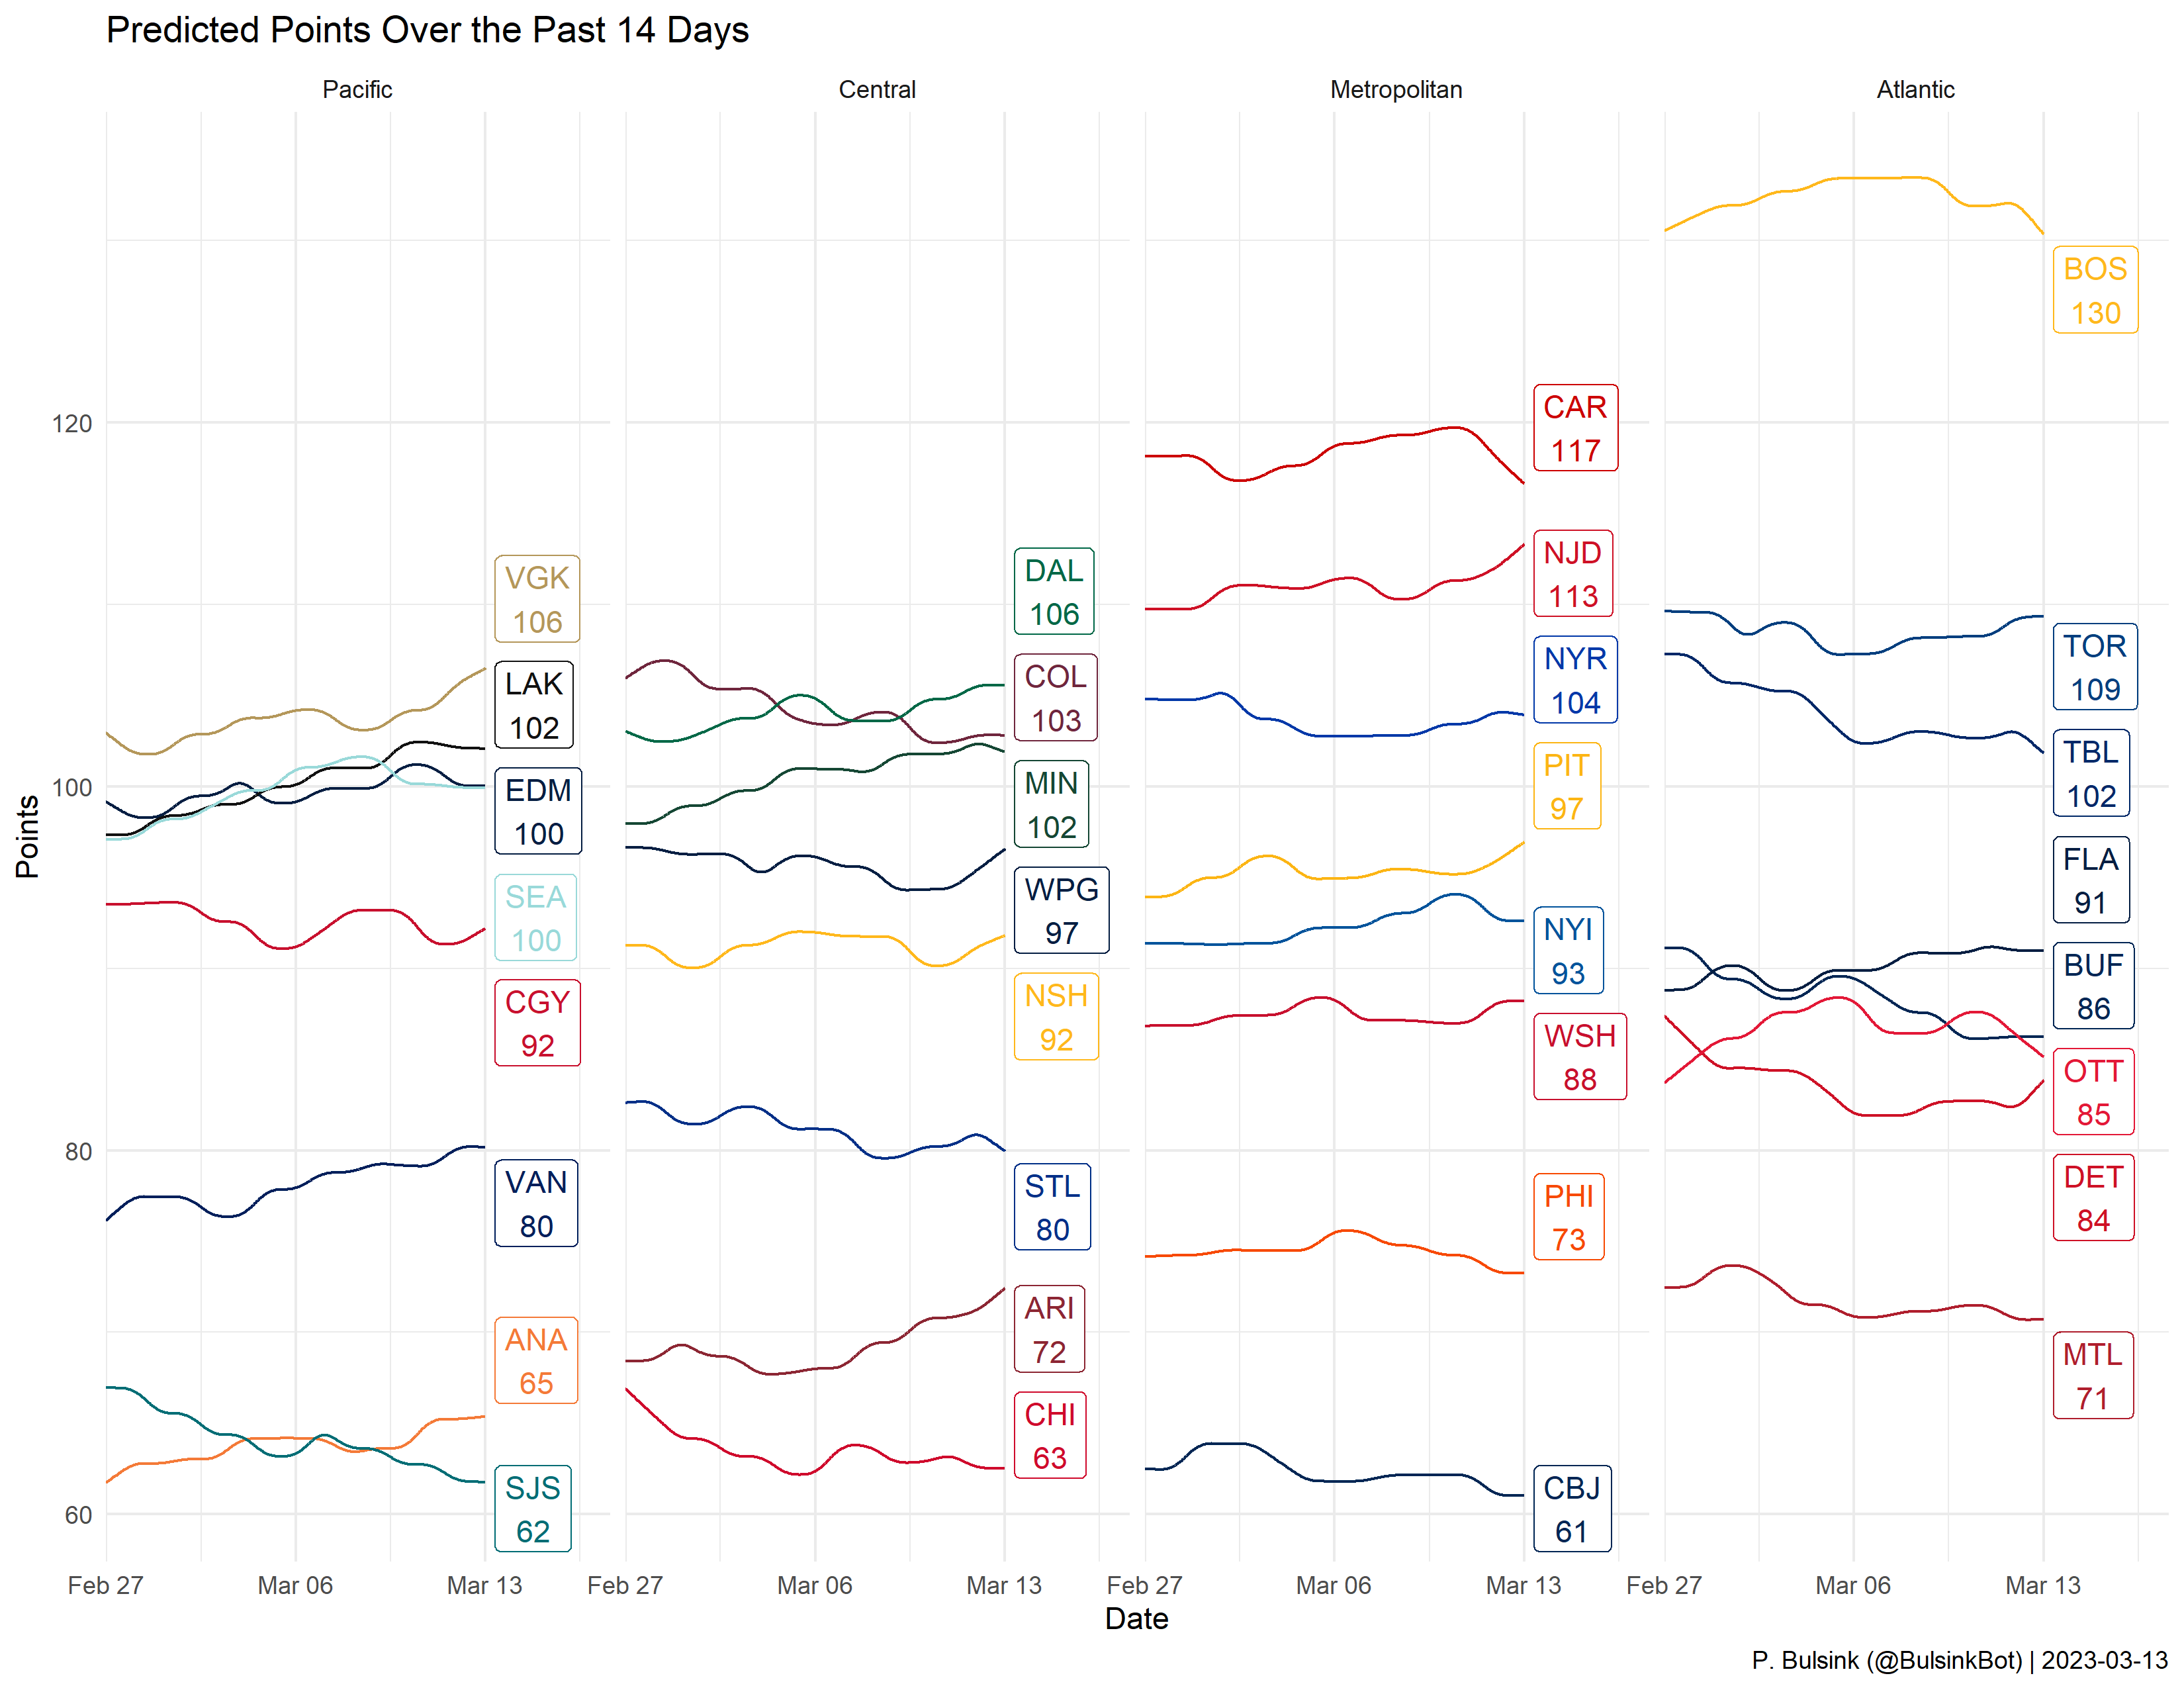 Predicted Points Over the Past 14 Days
Pacific
Central
Metropolitan
Atlantic
Points
120
100
80
60
VGK
106
LAK
102
EDM
100
SEA
100
CGY
92
VAN
80
ANA
65
SJS
62
DAL
106
COL
103
MIN
102
WPG
97
NSH
92
STL
80
ARI
72
CHI
63
CAR
117
NJD
113
NYR
104
PIT
97
NYI
93
WSH
88
PHI
73
CBJ
61
BOS
130
TOR
109
TBL
102
FLA
91
BUF
86
OTT
85
DET
84
MTL
71
Feb 27 Mar 06 Mar 13
Feb 27 Mar 06 Mar 13
Feb 27 Mar 06 Mar 13
Feb 27 Mar 06 Mar 13
Date
P. Bulsink (@BulsinkBot) | 2023-03-13